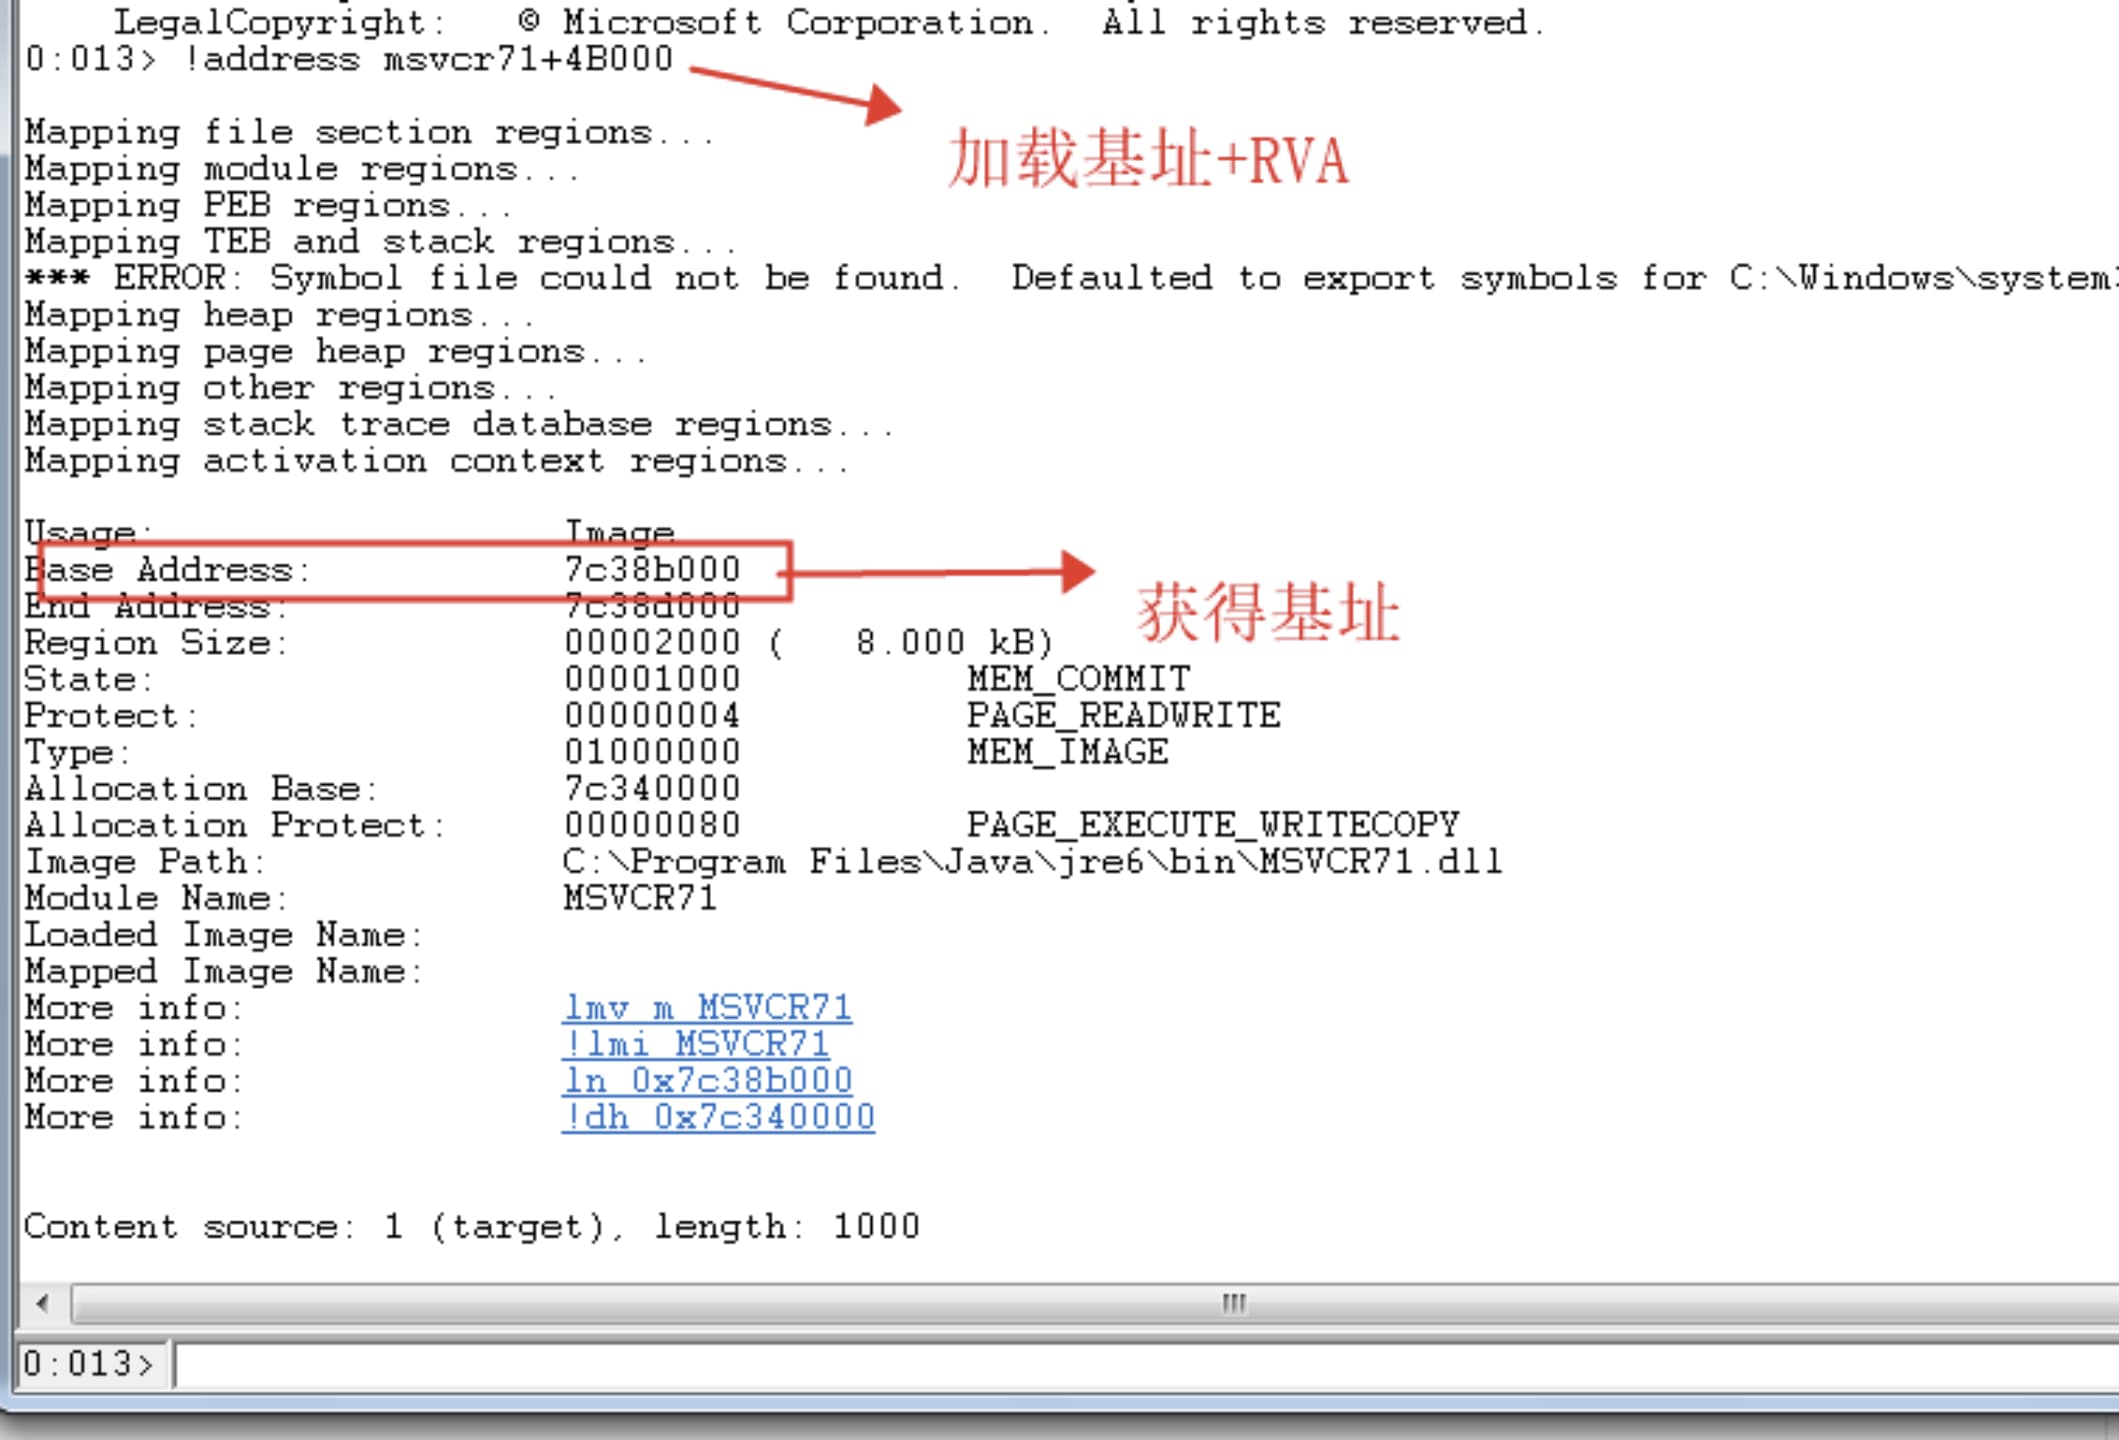 LegalCopyright:   © Microsoft Corporation.  All rights reserved.
0:013> !address msvcr71+4B000
加载基址+RVA
Mapping file section regions...
Mapping module regions...
Mapping PEB regions...
Mapping TEB and stack regions...
*** ERROR: Symbol file could not be found.  Defaulted to export symbols for C:\Windows\system
Mapping heap regions...
Mapping page heap regions...
Mapping other regions...
Mapping stack trace database regions...
Mapping activation context regions...
Usage:                  Image
Base Address:           7c38b000
获得基址
End Address:            7c38d000
Region Size:            00002000 (   8.000 kB)
State:                  00001000          MEM_COMMIT
Protect:                00000004          PAGE_READWRITE
Type:                   01000000          MEM_IMAGE
Allocation Base:        7c340000
Allocation Protect:     00000080          PAGE_EXECUTE_WRITECOPY
Image Path:             C:\Program Files\Java\jre6\bin\MSVCR71.dll
Module Name:            MSVCR71
Loaded Image Name:
Mapped Image Name:
More info:              lmv m MSVCR71
More info:              !lmi MSVCR71
More info:              ln 0x7c38b000
More info:              !dh 0x7c340000
Content source: 1 (target), length: 1000
0:013>